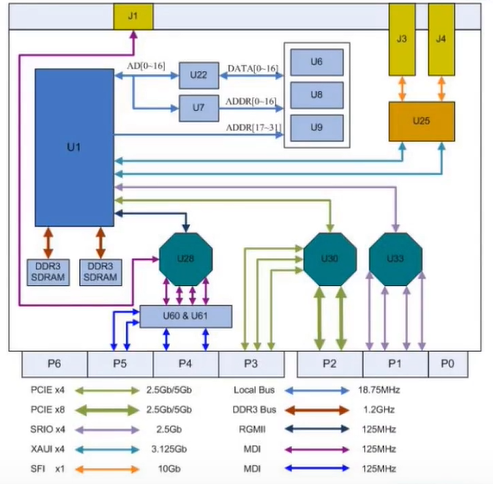 J1
J3
J4
AD[0~16]
U22
DATA[0~16]
U6
U7
ADDR[0~16]
U8
ADDR[17~31]
U9
U25
U1
DDR3
SDRAM
DDR3
SDRAM
U28
U30
U33
U60 & U61
P6
P5
P4
P3
P2
P1
P0
PCIE x4 2.5Gb/5Gb Local Bus 18.75MHz
PCIE x8 2.5Gb/5Gb DDR3 Bus 1.2GHz
SRIO x4 2.5Gb RGMII 125MHz
XAUI x4 3.125Gb MDI 125MHz
SFI x1 10Gb MDI 125MHz